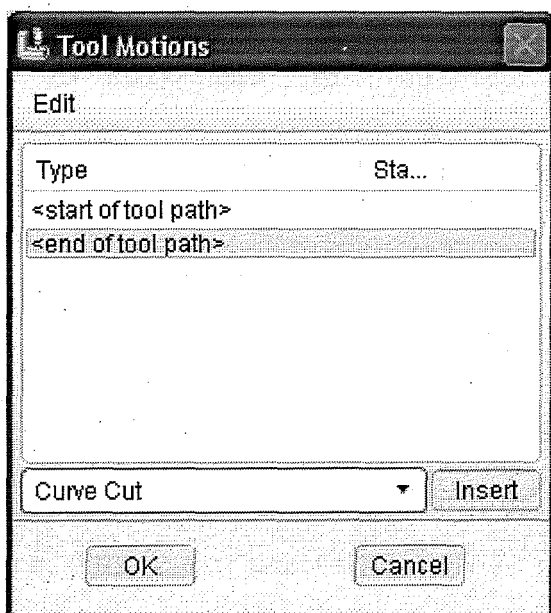 Tool Motions
Edit
Type Sta...
<start of tool path>
<end of tool path>
Curve Cut Insert
OK Cancel